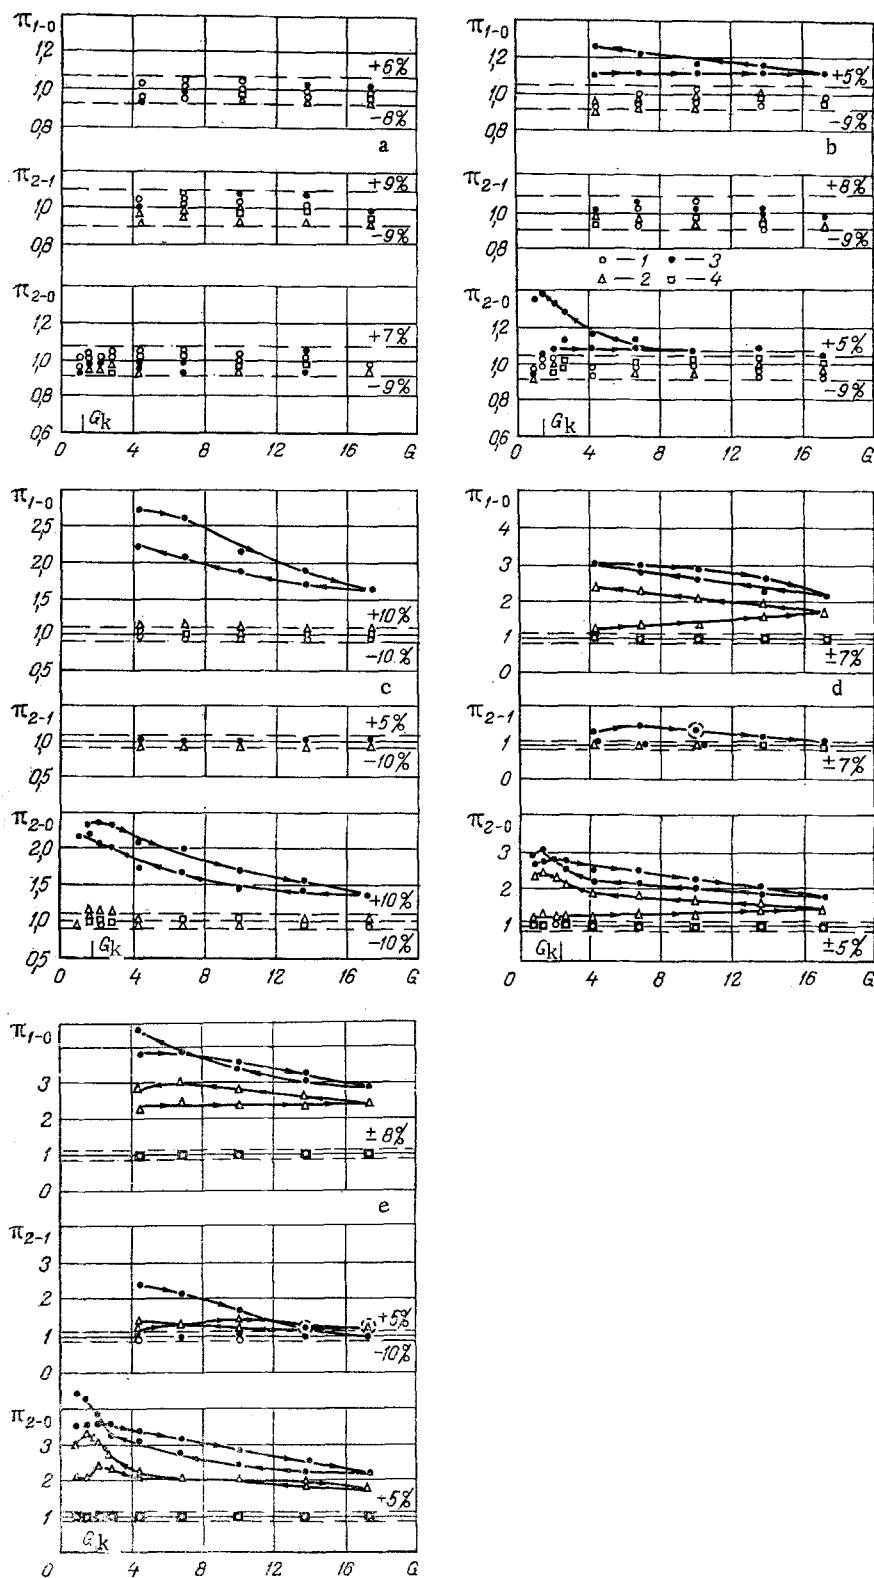 π1-0
1,2
1,0
0,8
+6%
-8%
a
π2-1
1,0
0,8
+9%
-9%
π2-0
1,2
1,0
0,8
0,6
+7%
-9%
Gk
0 4 8 12 16 G
π1-0
1,2
1,0
0,8
+5%
-9%
b
π2-1
1,0
0,8
+8%
-9%
○ — 1 ● — 3
△ — 2 □ — 4
π2-0
1,2
1,0
0,8
0,6
+5%
-9%
Gk
0 4 8 12 16 G
π1-0
2,5
2,0
1,5
1,0
0,5
+10%
-10%
c
π2-1
1,0
0,5
+5%
-10%
π2-0
2,0
1,5
1,0
0,5
+10%
-10%
Gk
0 4 8 12 16 G
π1-0
4
3
2
1
0
±7%
d
π2-1
1
0
±7%
π2-0
3
2
1
±5%
Gk
0 4 8 12 16 G
π1-0
3
2
1
0
±8%
e
π2-1
3
2
1
0
+5%
-10%
π2-0
3
2
1
+5%
Gk
0 4 8 12 16 G